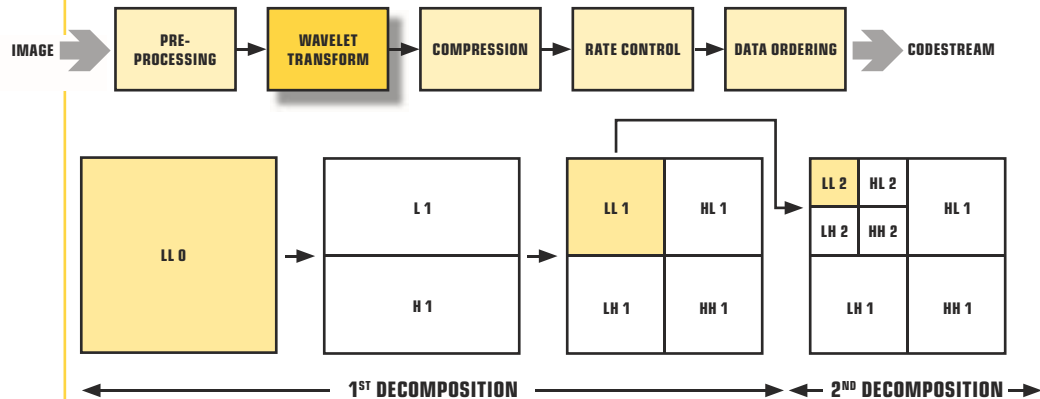 IMAGE
PRE-
PROCESSING
WAVELET
TRANSFORM
COMPRESSION
RATE CONTROL
DATA ORDERING
CODESTREAM
LL 0
L 1
H 1
LL 1
HL 1
LH 1
HH 1
LL 2
HL 2
LH 2
HH 2
HL 1
LH 1
HH 1
1ST DECOMPOSITION
2ND DECOMPOSITION